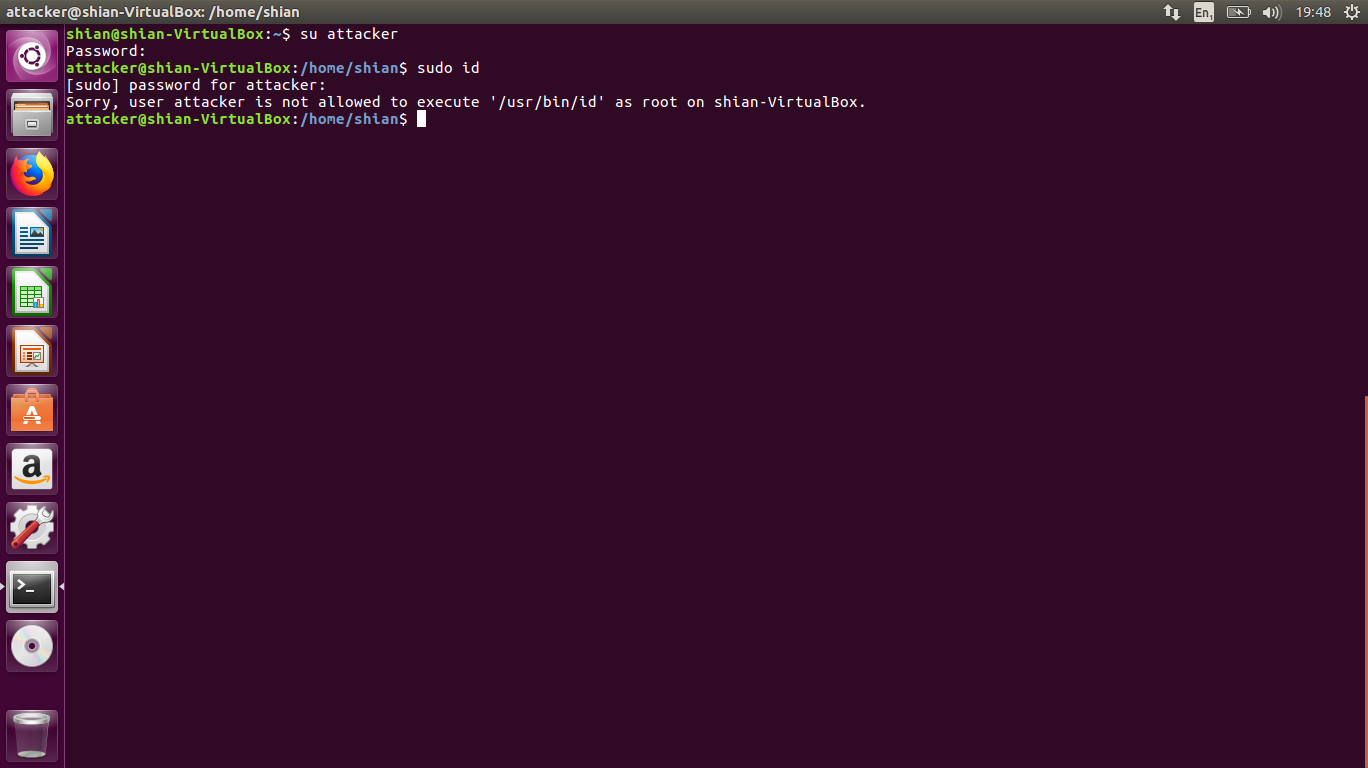 attacker@shian-VirtualBox: /home/shian
En1
19:48
shian@shian-VirtualBox:~$ su attacker
Password:
attacker@shian-VirtualBox:/home/shian$ sudo id
[sudo] password for attacker:
Sorry, user attacker is not allowed to execute '/usr/bin/id' as root on shian-VirtualBox.
attacker@shian-VirtualBox:/home/shian$
A
a
>_